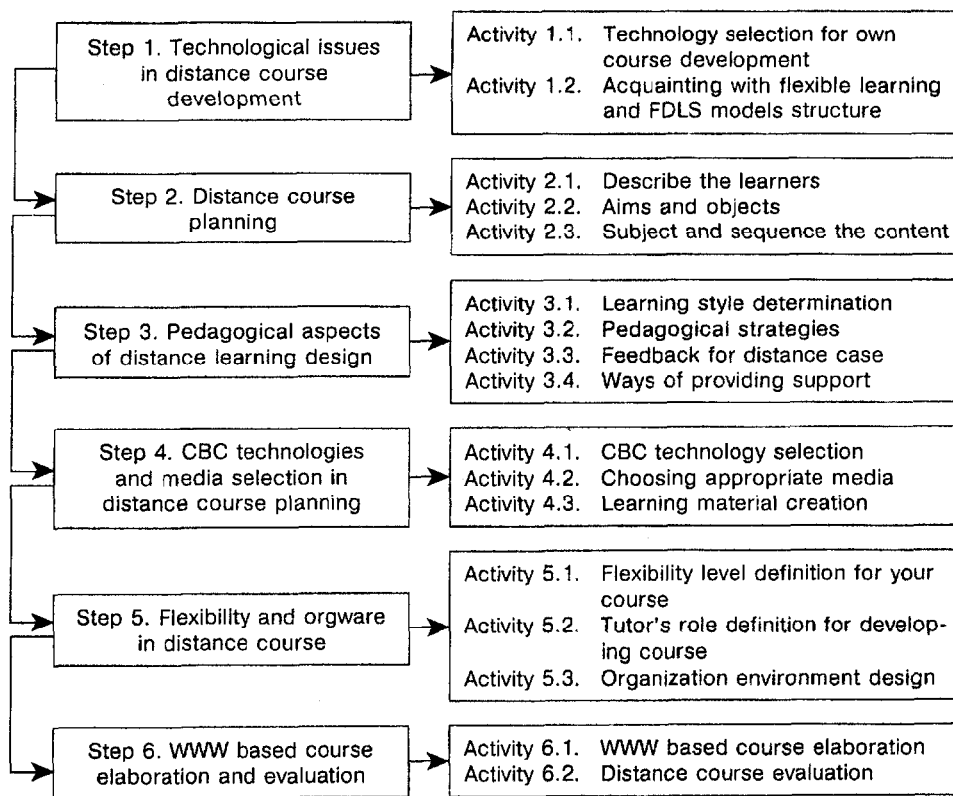 Step 1. Technological issues
in distance course
development
Activity 1.1. Technology selection for own
course development
Activity 1.2. Acquainting with flexible learning
and FDLS models structure
Step 2. Distance course
planning
Activity 2.1. Describe the learners
Activity 2.2. Aims and objects
Activity 2.3. Subject and sequence the content
Step 3. Pedagogical aspects
of distance learning design
Activity 3.1. Learning style determination
Activity 3.2. Pedagogical strategies
Activity 3.3. Feedback for distance case
Activity 3.4. Ways of providing support
Step 4. CBC technologies
and media selection in
distance course planning
Activity 4.1. CBC technology selection
Activity 4.2. Choosing appropriate media
Activity 4.3. Learning material creation
Step 5. Flexibility and orgware
in distance course
Activity 5.1. Flexibility level definition for your
course
Activity 5.2. Tutor's role definition for develop-
ing course
Activity 5.3. Organization environment design
Step 6. WWW based course
elaboration and evaluation
Activity 6.1. WWW based course elaboration
Activity 6.2. Distance course evaluation